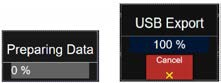 Preparing Data
0 %
USB Export
100 %
Cancel